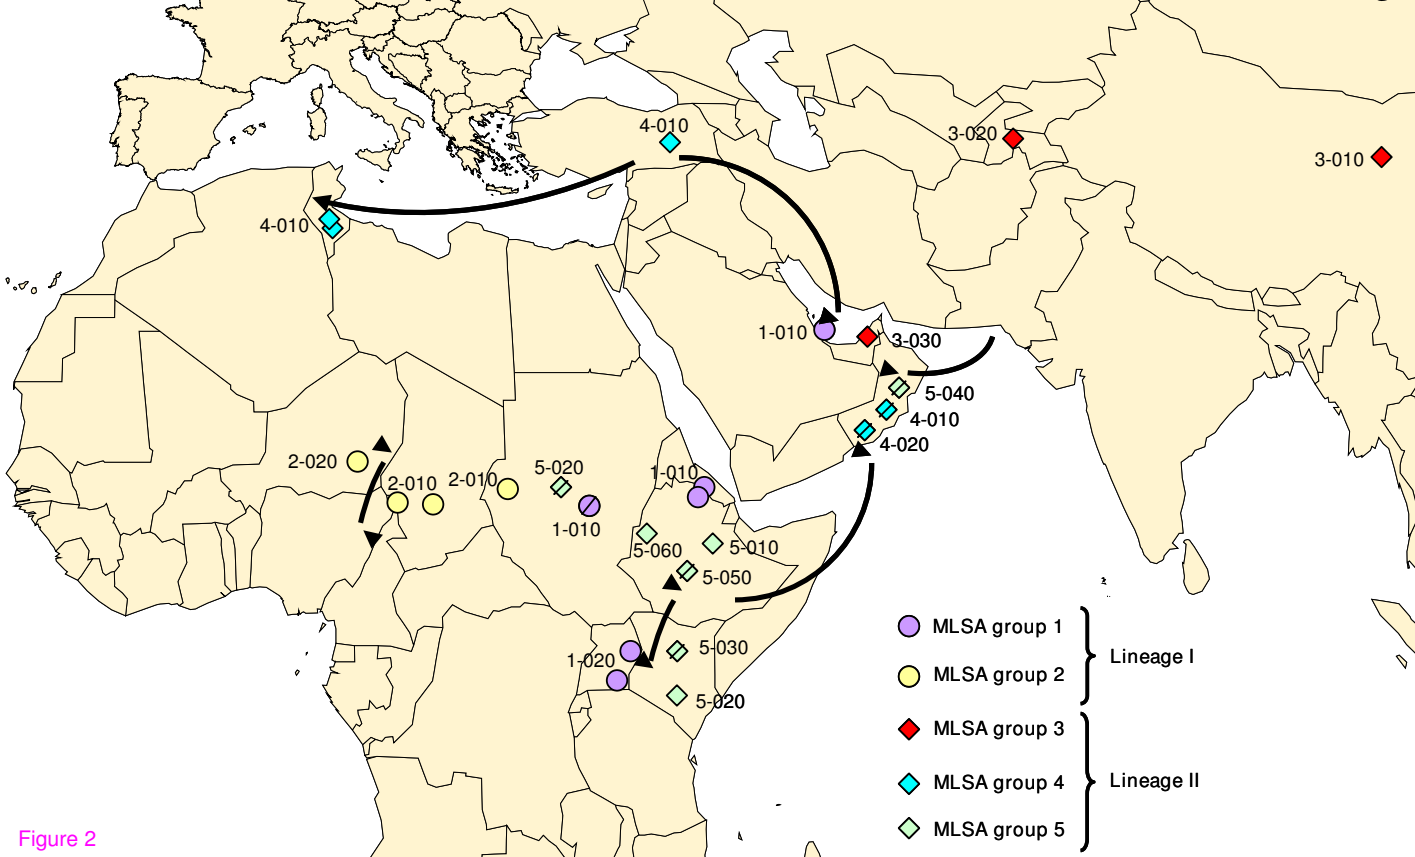 4-010
3-020
3-010
4-010
1-010
3-030
5-040
4-010
4-020
2-020
2-010
2-010
5-020
1-010
1-010
5-060
5-010
5-050
1-020
5-030
5-020
MLSA group 1
MLSA group 2
Lineage I
MLSA group 3
MLSA group 4
MLSA group 5
Lineage II
Figure 2